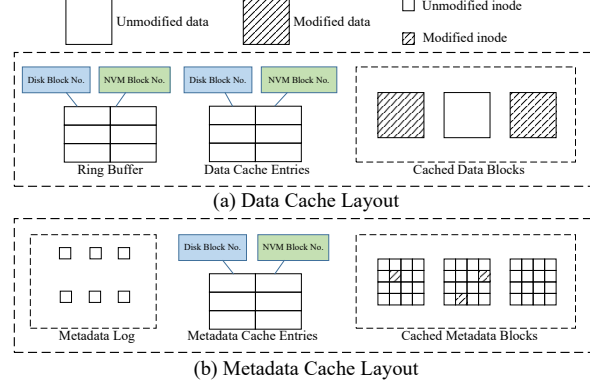 Unmodified data
Modified data
Unmodified inode
Modified inode
Disk Block No.
NVM Block No.
Disk Block No.
NVM Block No.
Ring Buffer
Data Cache Entries
Cached Data Blocks
(a) Data Cache Layout
Disk Block No.
NVM Block No.
Metadata Log
Metadata Cache Entries
Cached Metadata Blocks
(b) Metadata Cache Layout